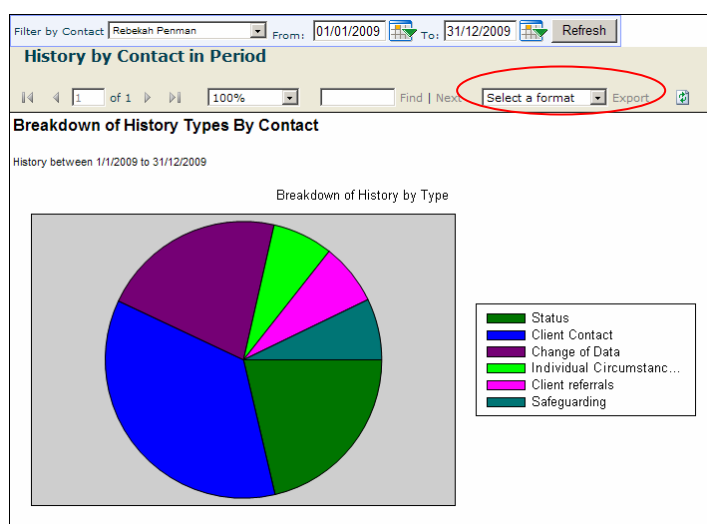 Filter by Contact Rebekah Penman From: 01/01/2009 To: 31/12/2009 Refresh
History by Contact in Period
1 of 1 100% Find | Next Select a format Export
Breakdown of History Types By Contact
History between 1/1/2009 to 31/12/2009
Breakdown of History by Type
Status
Client Contact
Change of Data
Individual Circumstanc...
Client referrals
Safeguarding